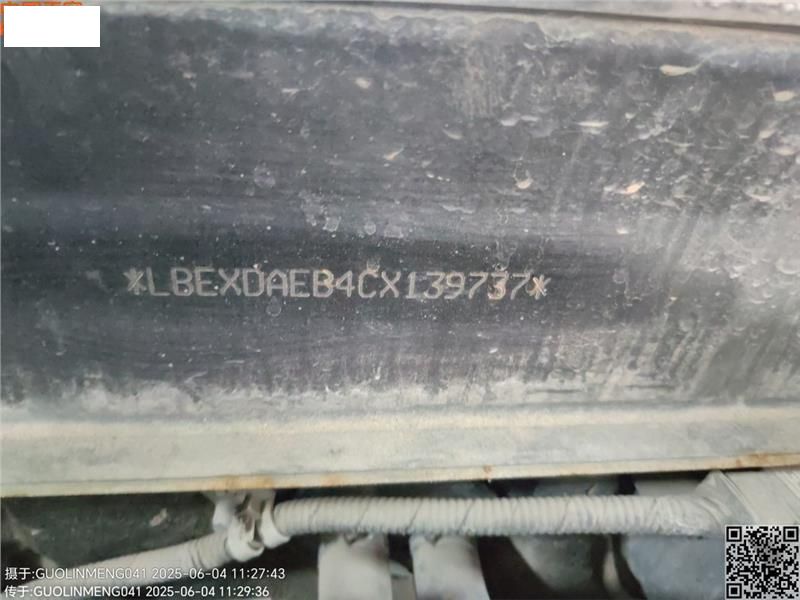 *LBEXDAEB4CX139737*
摄于:GUOLINMENG041 2025-06-04 11:27:43
传于:GUOLINMENG041 2025-06-04 11:29:36